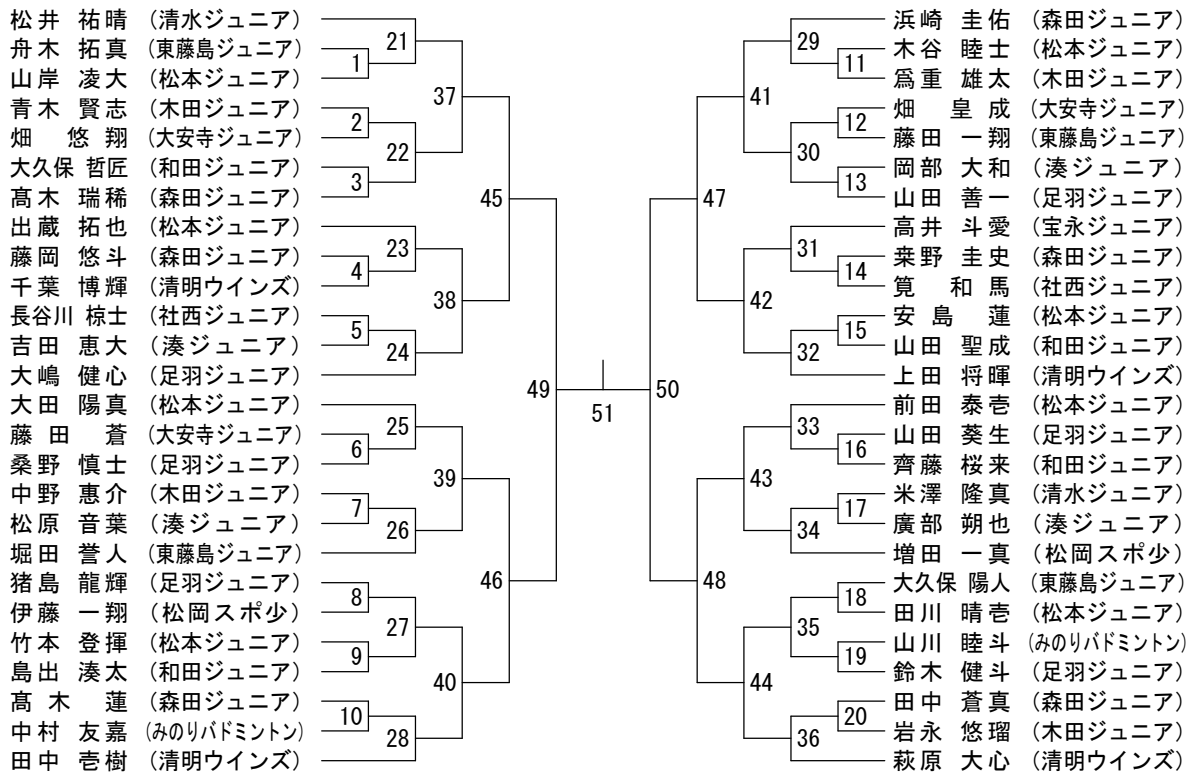 松井 祐晴 (清水ジュニア)
舟木 拓真 (東藤島ジュニア)
山岸 凌大 (松本ジュニア)
青木 賢志 (木田ジュニア)
畑 悠翔 (大安寺ジュニア)
大久保 哲匠 (和田ジュニア)
髙木 瑞稀 (森田ジュニア)
出蔵 拓也 (松本ジュニア)
藤岡 悠斗 (森田ジュニア)
千葉 博輝 (清明ウインズ)
長谷川 椋士 (社西ジュニア)
吉田 恵大 (湊ジュニア)
大嶋 健心 (足羽ジュニア)
大田 陽真 (松本ジュニア)
藤田 蒼 (大安寺ジュニア)
桑野 慎士 (足羽ジュニア)
中野 惠介 (木田ジュニア)
松原 音葉 (湊ジュニア)
堀田 誉人 (東藤島ジュニア)
猪島 龍輝 (足羽ジュニア)
伊藤 一翔 (松岡スポ少)
竹本 登揮 (松本ジュニア)
島出 湊太 (和田ジュニア)
髙木 蓮 (森田ジュニア)
中村 友嘉 (みのりバドミントン)
田中 壱樹 (清明ウインズ)
21
1
37
2
22
3
45
23
4
38
5
24
49
25
6
39
7
26
46
8
27
9
40
10
28
51
50
29
11
41
12
30
13
47
31
14
42
15
32
33
16
43
17
34
48
18
35
19
44
20
36
浜崎 圭佑 (森田ジュニア)
木谷 睦士 (松本ジュニア)
爲重 雄太 (木田ジュニア)
畑 皇成 (大安寺ジュニア)
藤田 一翔 (東藤島ジュニア)
岡部 大和 (湊ジュニア)
山田 善一 (足羽ジュニア)
高井 斗愛 (宝永ジュニア)
桒野 圭史 (森田ジュニア)
筧 和馬 (社西ジュニア)
安島 蓮 (松本ジュニア)
山田 聖成 (和田ジュニア)
上田 将暉 (清明ウインズ)
前田 泰壱 (松本ジュニア)
山田 葵生 (足羽ジュニア)
齊藤 桜来 (和田ジュニア)
米澤 隆真 (清水ジュニア)
廣部 朔也 (湊ジュニア)
増田 一真 (松岡スポ少)
大久保 陽人 (東藤島ジュニア)
田川 晴壱 (松本ジュニア)
山川 睦斗 (みのりバドミントン)
鈴木 健斗 (足羽ジュニア)
田中 蒼真 (森田ジュニア)
岩永 悠瑠 (木田ジュニア)
萩原 大心 (清明ウインズ)